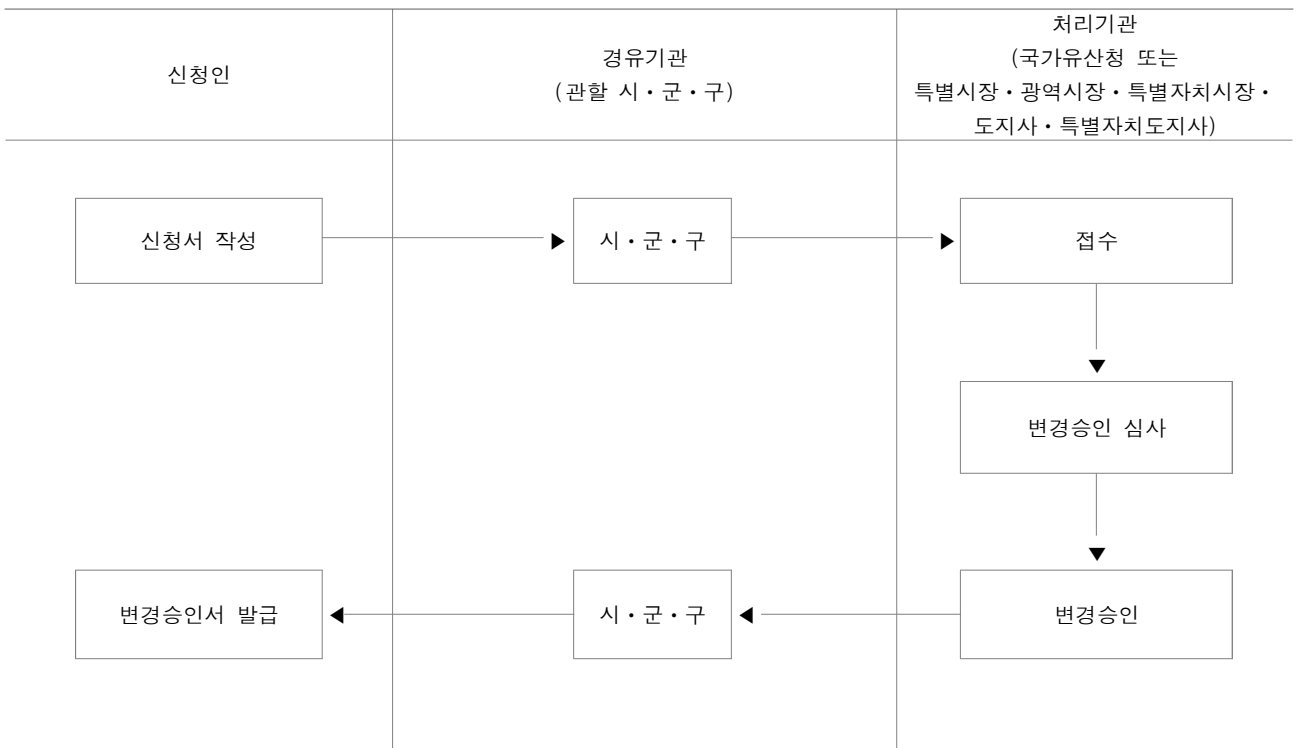 신청인
경유기관
(관할 시・군・구)
처리기관
(국가유산청 또는
특별시장・광역시장・특별자치시장・
도지사・특별자치도지사)
신청서 작성
시・군・구
접수
변경승인 심사
변경승인서 발급
시・군・구
변경승인